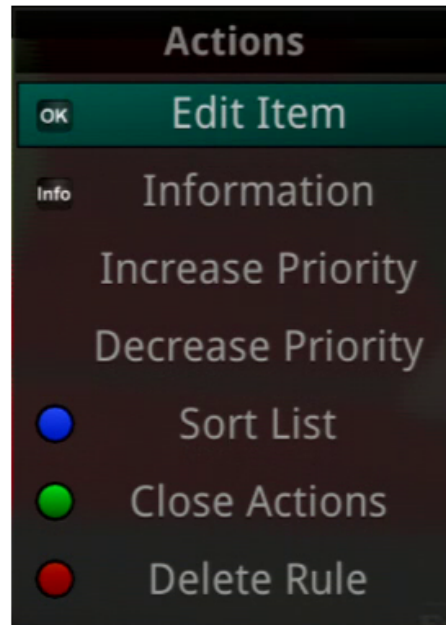 Actions
OK Edit Item
Info Information
Increase Priority
Decrease Priority
Sort List
Close Actions
Delete Rule